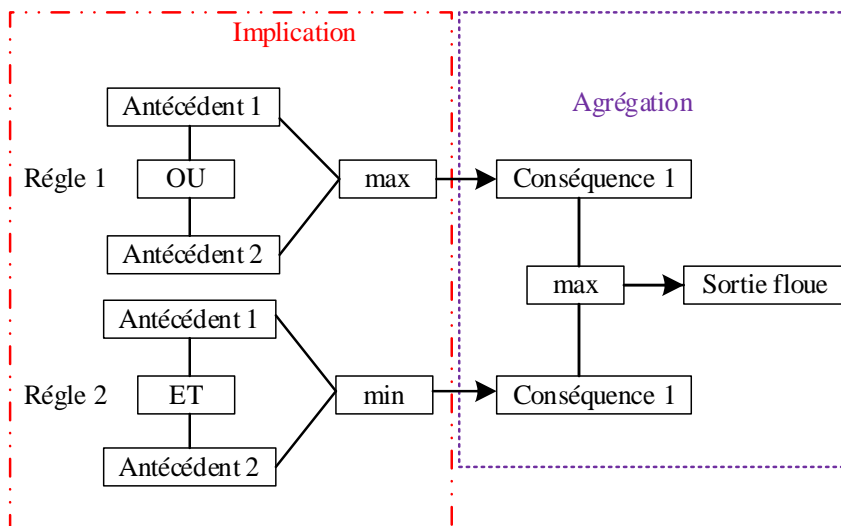 Implication
Agrégation
Antécédent 1
Régle 1
OU
max
Conséquence 1
Antécédent 2
max
Sortie floue
Antécédent 1
Régle 2
ET
min
Conséquence 1
Antécédent 2